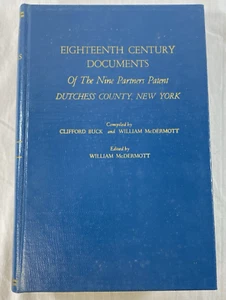 EIGHTEENTH CENTURY
DOCUMENTS
Of The Nine Partners Patent
DUTCHESS COUNTY, NEW YORK
Compiled by
CLIFFORD BUCK and WILLIAM McDERMOTT
Edited by
WILLIAM McDERMOTT